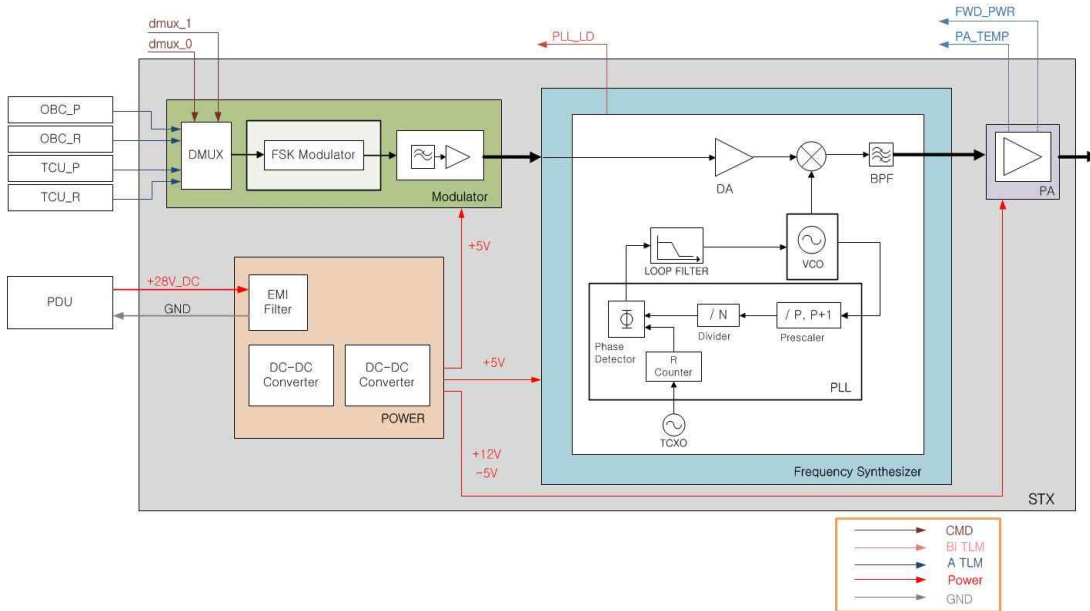 dmux_1
dmux_0
PLL_LD
FWD_PWR
PA_TEMP
OBC_P
OBC_R
TCU_P
TCU_R
DMUX
FSK Modulator
Modulator
DA
BPF
PA
+5V
LOOP FILTER
VCO
PDU
+28V_DC
GND
EMI
Filter
DC-DC
Converter
DC-DC
Converter
POWER
+5V
+12V
-5V
Φ
Phase
Detector
/ N
Divider
/ P, P+1
Prescaler
R
Counter
PLL
TCXO
Frequency Synthesizer
STX
CMD
Bi TLM
A TLM
Power
GND